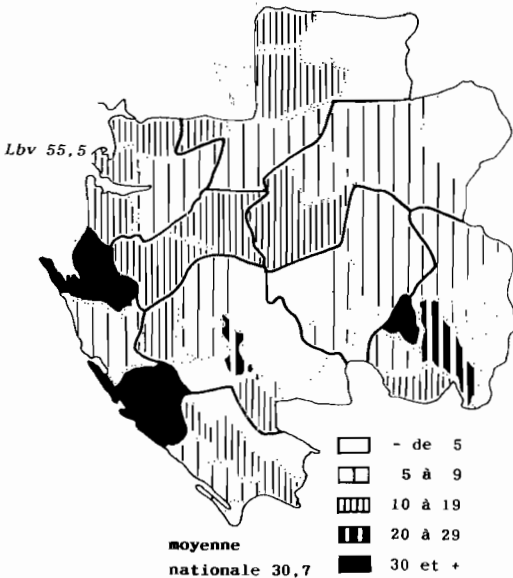 Lbv 55,5
- de 5
5 à 9
10 à 19
20 à 29
30 et +
moyenne
nationale 30,7